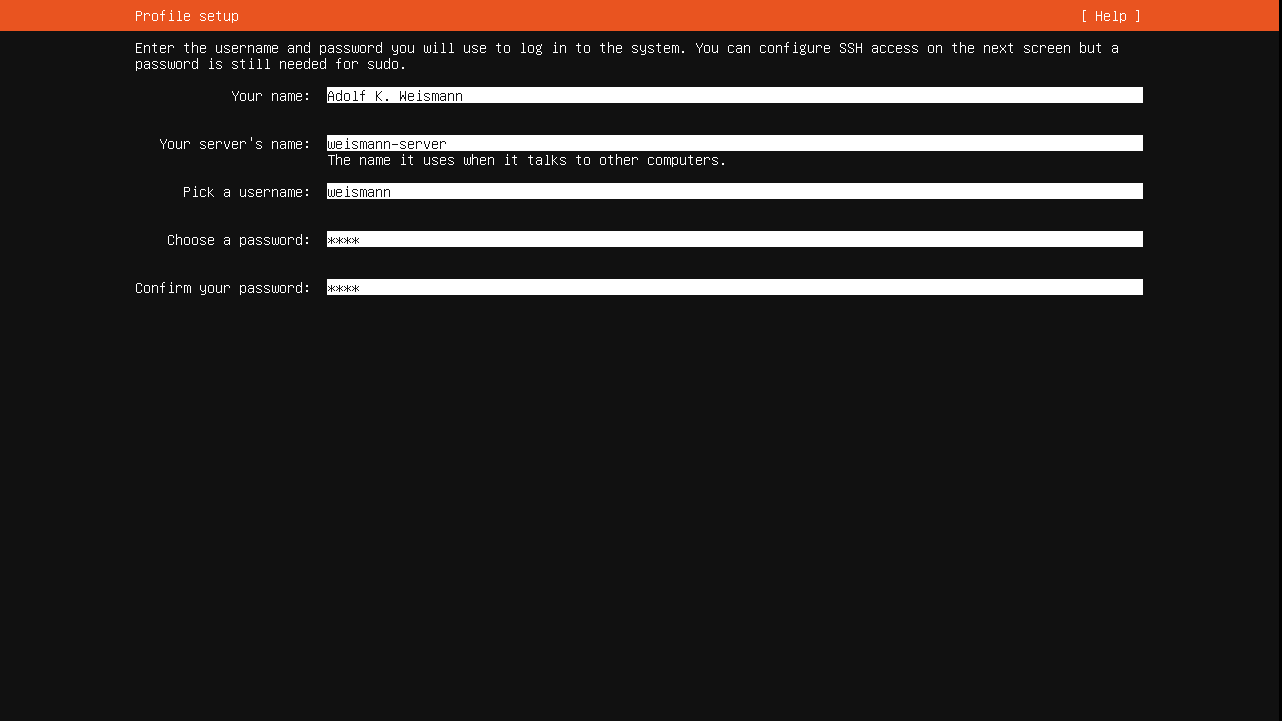 Profile setup [ Help ]
Enter the username and password you will use to log in to the system. You can configure SSH access on the next screen but a
password is still needed for sudo.
Your name: Adolf K. Weismann
Your server's name: weismann-server
The name it uses when it talks to other computers.
Pick a username: weismann
Choose a password: ****
Confirm your password: ****